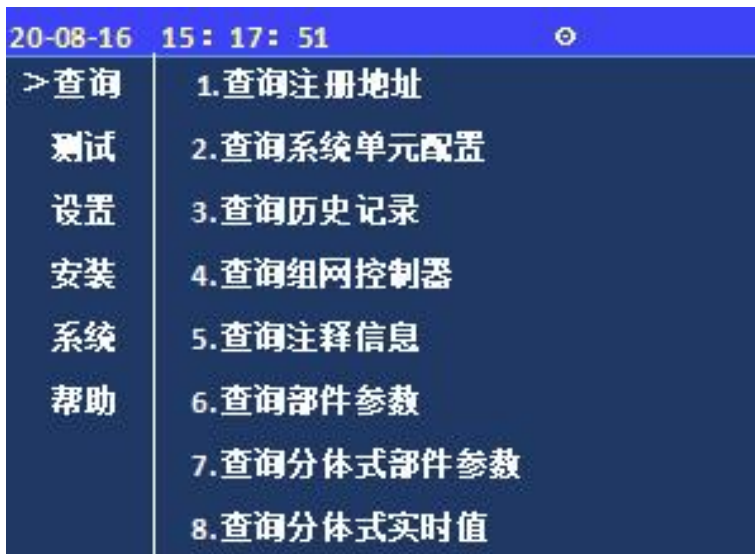 20-08-16 15：17：51
>查询
测试
设置
安装
系统
帮助
1.查询注册地址
2.查询系统单元配置
3.查询历史记录
4.查询组网控制器
5.查询注释信息
6.查询部件参数
7.查询分体式部件参数
8.查询分体式实时值